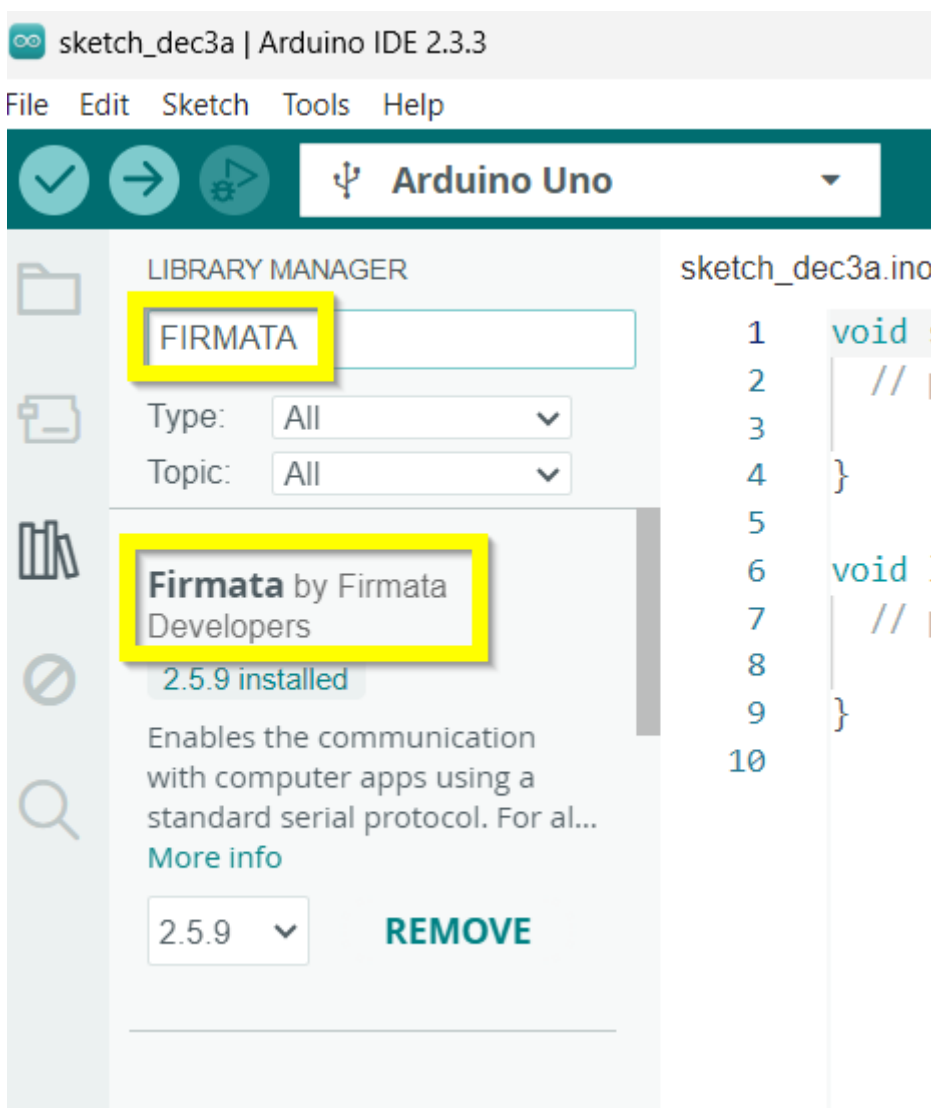 sketch_dec3a | Arduino IDE 2.3.3
File Edit Sketch Tools Help
Arduino Uno
LIBRARY MANAGER
FIRMATA
Type: All
Topic: All
Firmata by Firmata
Developers
2.5.9 installed
Enables the communication
with computer apps using a
standard serial protocol. For al...
More info
2.5.9 REMOVE
sketch_dec3a.ino
1 void
2 //
3
4 }
5
6 void
7 //
8
9 }
10